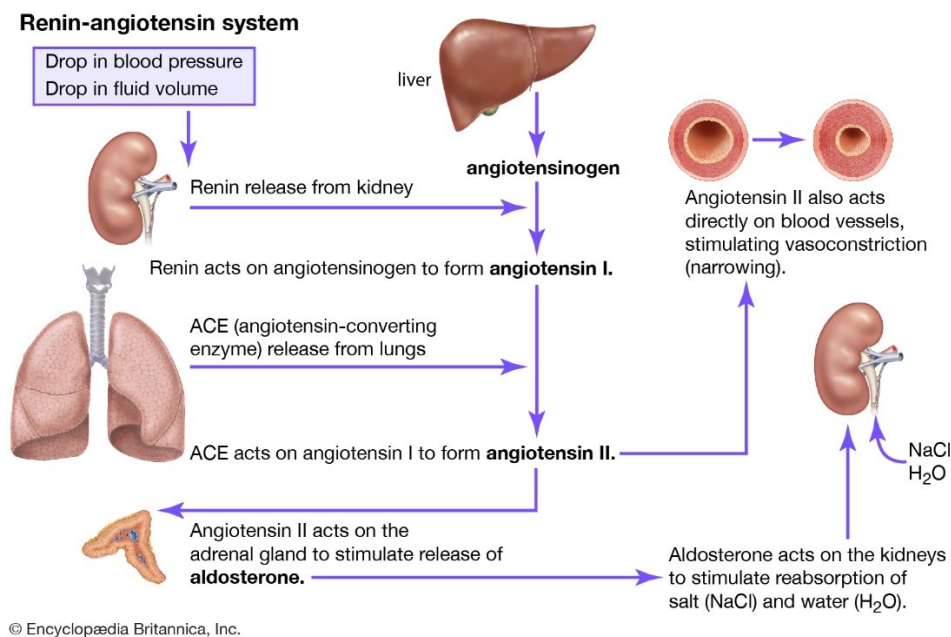 Renin-angiotensin system
Drop in blood pressure
Drop in fluid volume
liver
angiotensinogen
Renin release from kidney
Renin acts on angiotensinogen to form angiotensin I.
ACE (angiotensin-converting
enzyme) release from lungs
ACE acts on angiotensin I to form angiotensin II.
Angiotensin II also acts
directly on blood vessels,
stimulating vasoconstriction
(narrowing).
NaCl
H₂O
Angiotensin II acts on the
adrenal gland to stimulate release of
aldosterone.
Aldosterone acts on the kidneys
to stimulate reabsorption of
salt (NaCl) and water (H₂O).
© Encyclopædia Britannica, Inc.